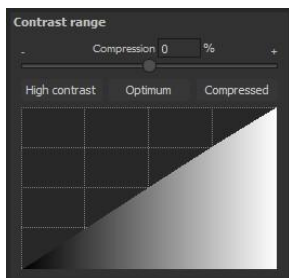 Contrast range
- Compression 0 % +
High contrast Optimum Compressed